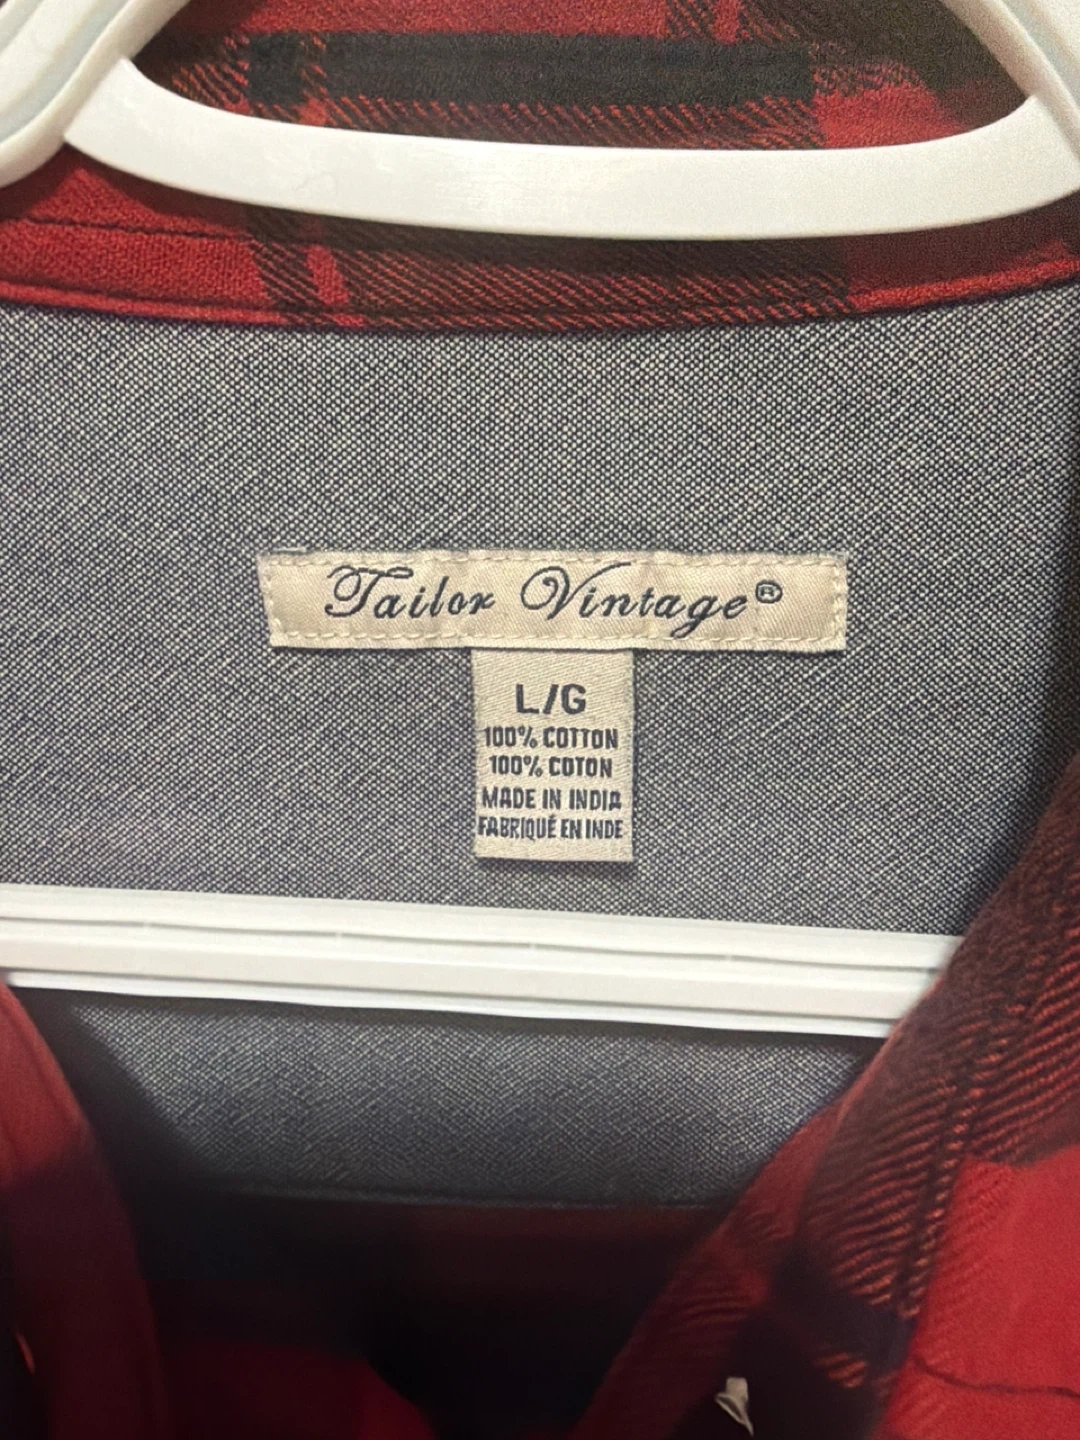 Tailor Vintage®
L/G
100% COTTON
100% COTON
MADE IN INDIA
FABRIQUÉ EN INDE